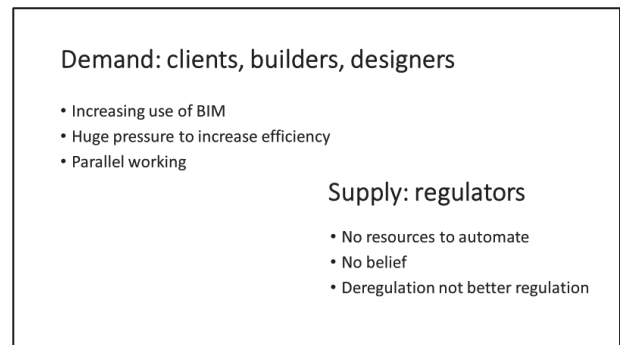 Demand: clients, builders, designers
• Increasing use of BIM
• Huge pressure to increase efficiency
• Parallel working
Supply: regulators
• No resources to automate
• No belief
• Deregulation not better regulation